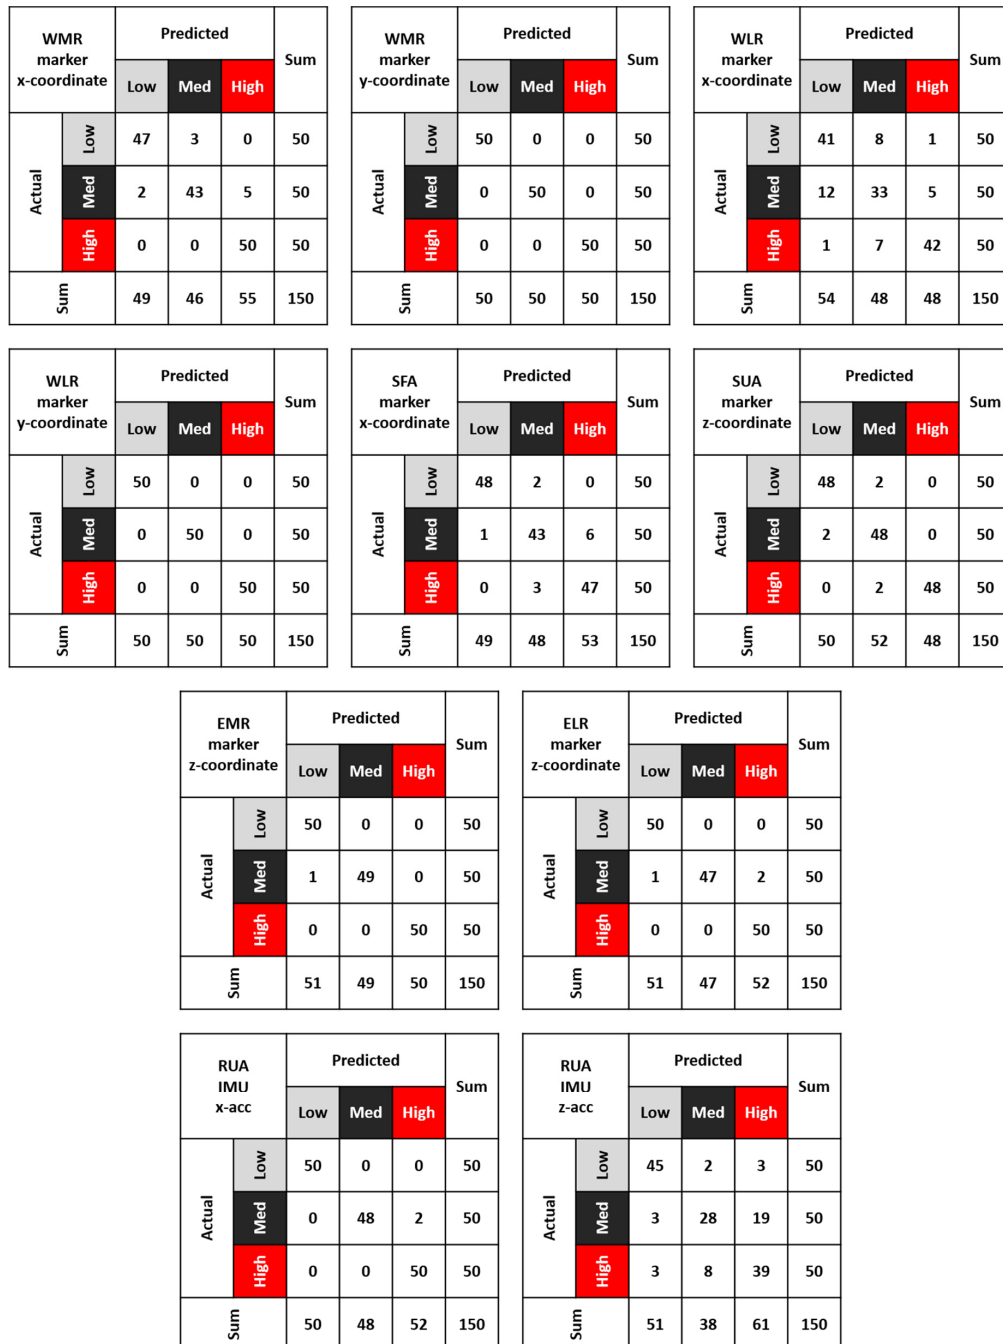 WMR marker x-coordinate Predicted Sum
Low Med High
Actual Low 47 3 0 50
Med 2 43 5 50
High 0 0 50 50
Sum 49 46 55 150
WMR marker y-coordinate Predicted Sum
Low Med High
Actual Low 50 0 0 50
Med 0 50 0 50
High 0 0 50 50
Sum 50 50 50 150
WLR marker x-coordinate Predicted Sum
Low Med High
Actual Low 41 8 1 50
Med 12 33 5 50
High 1 7 42 50
Sum 54 48 48 150
WLR marker y-coordinate Predicted Sum
Low Med High
Actual Low 50 0 0 50
Med 0 50 0 50
High 0 0 50 50
Sum 50 50 50 150
SFA marker x-coordinate Predicted Sum
Low Med High
Actual Low 48 2 0 50
Med 1 43 6 50
High 0 3 47 50
Sum 49 48 53 150
SUA marker z-coordinate Predicted Sum
Low Med High
Actual Low 48 2 0 50
Med 2 48 0 50
High 0 2 48 50
Sum 50 52 48 150
EMR marker z-coordinate Predicted Sum
Low Med High
Actual Low 50 0 0 50
Med 1 49 0 50
High 0 0 50 50
Sum 51 49 50 150
ELR marker z-coordinate Predicted Sum
Low Med High
Actual Low 50 0 0 50
Med 1 47 2 50
High 0 0 50 50
Sum 51 47 52 150
RUA IMU x-acc Predicted Sum
Low Med High
Actual Low 50 0 0 50
Med 0 48 2 50
High 0 0 50 50
Sum 50 48 52 150
RUA IMU z-acc Predicted Sum
Low Med High
Actual Low 45 2 3 50
Med 3 28 19 50
High 3 8 39 50
Sum 51 38 61 150